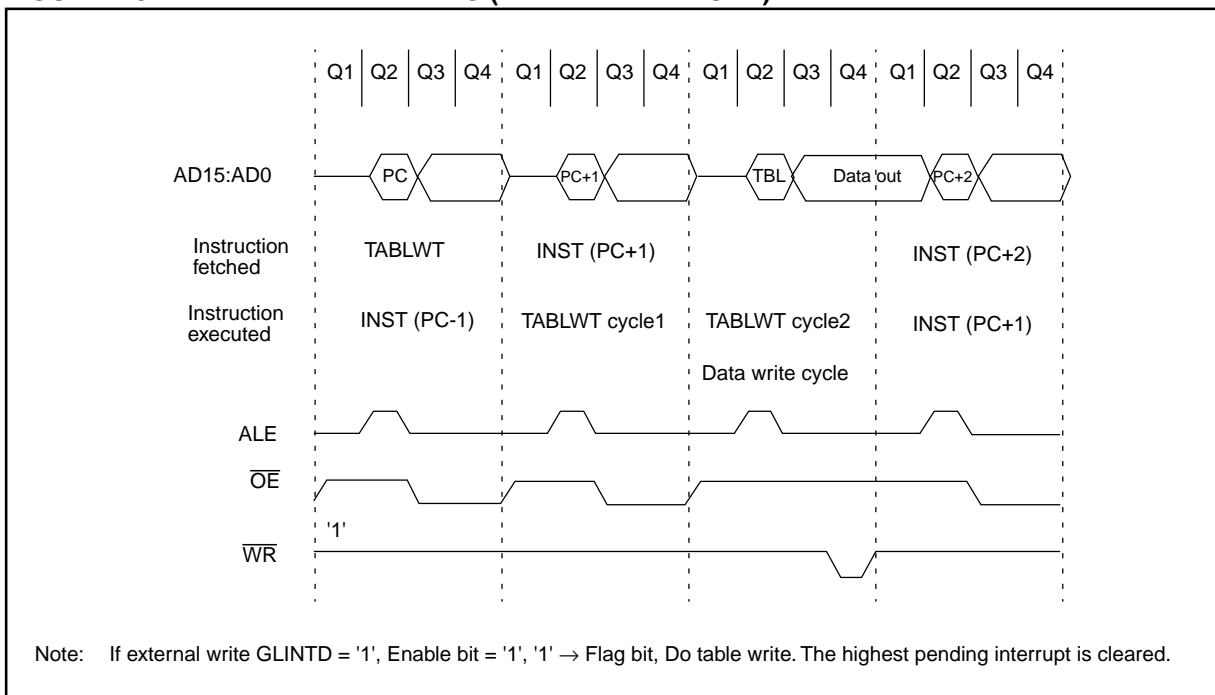 Q1 Q2 Q3 Q4 Q1 Q2 Q3 Q4 Q1 Q2 Q3 Q4 Q1 Q2 Q3 Q4
AD15:AD0 PC PC+1 TBL Data out PC+2
Instruction
fetched
TABLWT INST (PC+1) INST (PC+2)
Instruction
executed
INST (PC-1) TABLWT cycle1 TABLWT cycle2 INST (PC+1)
Data write cycle
ALE
OE
'1'
WR
Note: If external write GLINTD = '1', Enable bit = '1', '1' → Flag bit, Do table write. The highest pending interrupt is cleared.